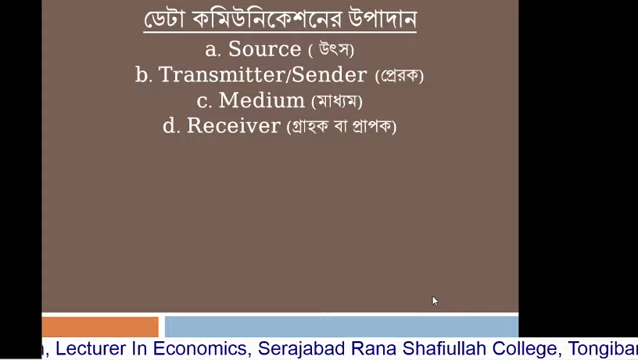 ডেটা কমিউনিকেশনের উপাদান
a. Source ( উৎস)
b. Transmitter/Sender (প্রেরক)
c. Medium (মাধ্যম)
d. Receiver (গ্রাহক বা প্রাপক)
, Lecturer In Economics, Serajabad Rana Shafiullah College, Tongibar